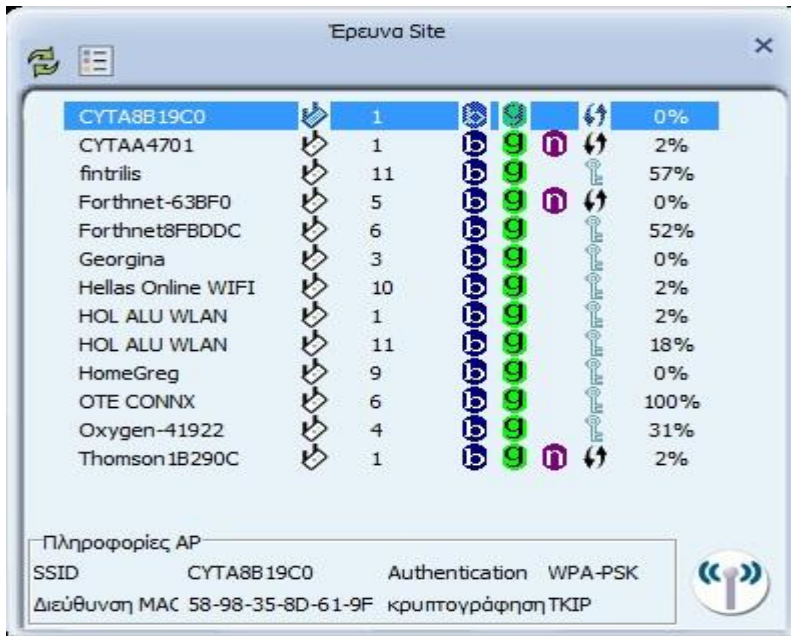 Έρευνα Site
CYTA8B19C0 1 b g 0%
CYTAA4701 1 b g n 2%
fintrilis 11 b g 57%
Forthnet-63BF0 5 b g n 0%
Forthnet8FBDDC 6 b g 52%
Georgina 3 b g 0%
Hellas Online WIFI 10 b g 2%
HOL ALU WLAN 1 b g 2%
HOL ALU WLAN 11 b g 18%
HomeGreg 9 b g 0%
OTE CONNX 6 b g 100%
Oxygen-41922 4 b g 31%
Thomson1B290C 1 b g n 2%
Πληροφορίες AP
SSID CYTA8B19C0 Authentication WPA-PSK
Διεύθυνση MAC 58-98-35-8D-61-9F κρυπτογράφηση TKIP